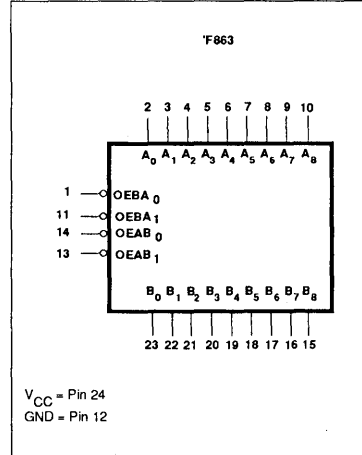 'F863
2 3 4 5 6 7 8 9 10
A0 A1 A2 A3 A4 A5 A6 A7 A8
1 OEBA0
11 OEBA1
14 OEAB0
13 OEAB1
B0 B1 B2 B3 B4 B5 B6 B7 B8
23 22 21 20 19 18 17 16 15
VCC = Pin 24
GND = Pin 12